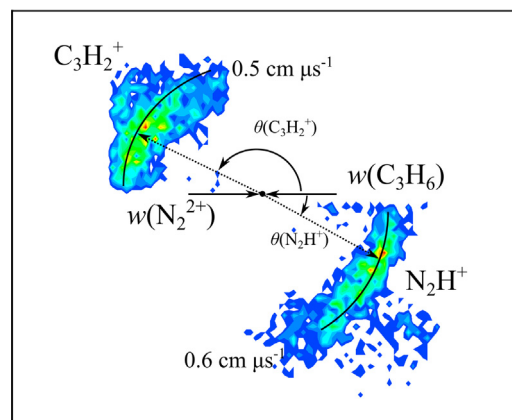 C₃H₂⁺
0.5 cm μs⁻¹
θ(C₃H₂⁺)
w(C₃H₆)
w(N₂²⁺)
θ(N₂H⁺)
N₂H⁺
0.6 cm μs⁻¹